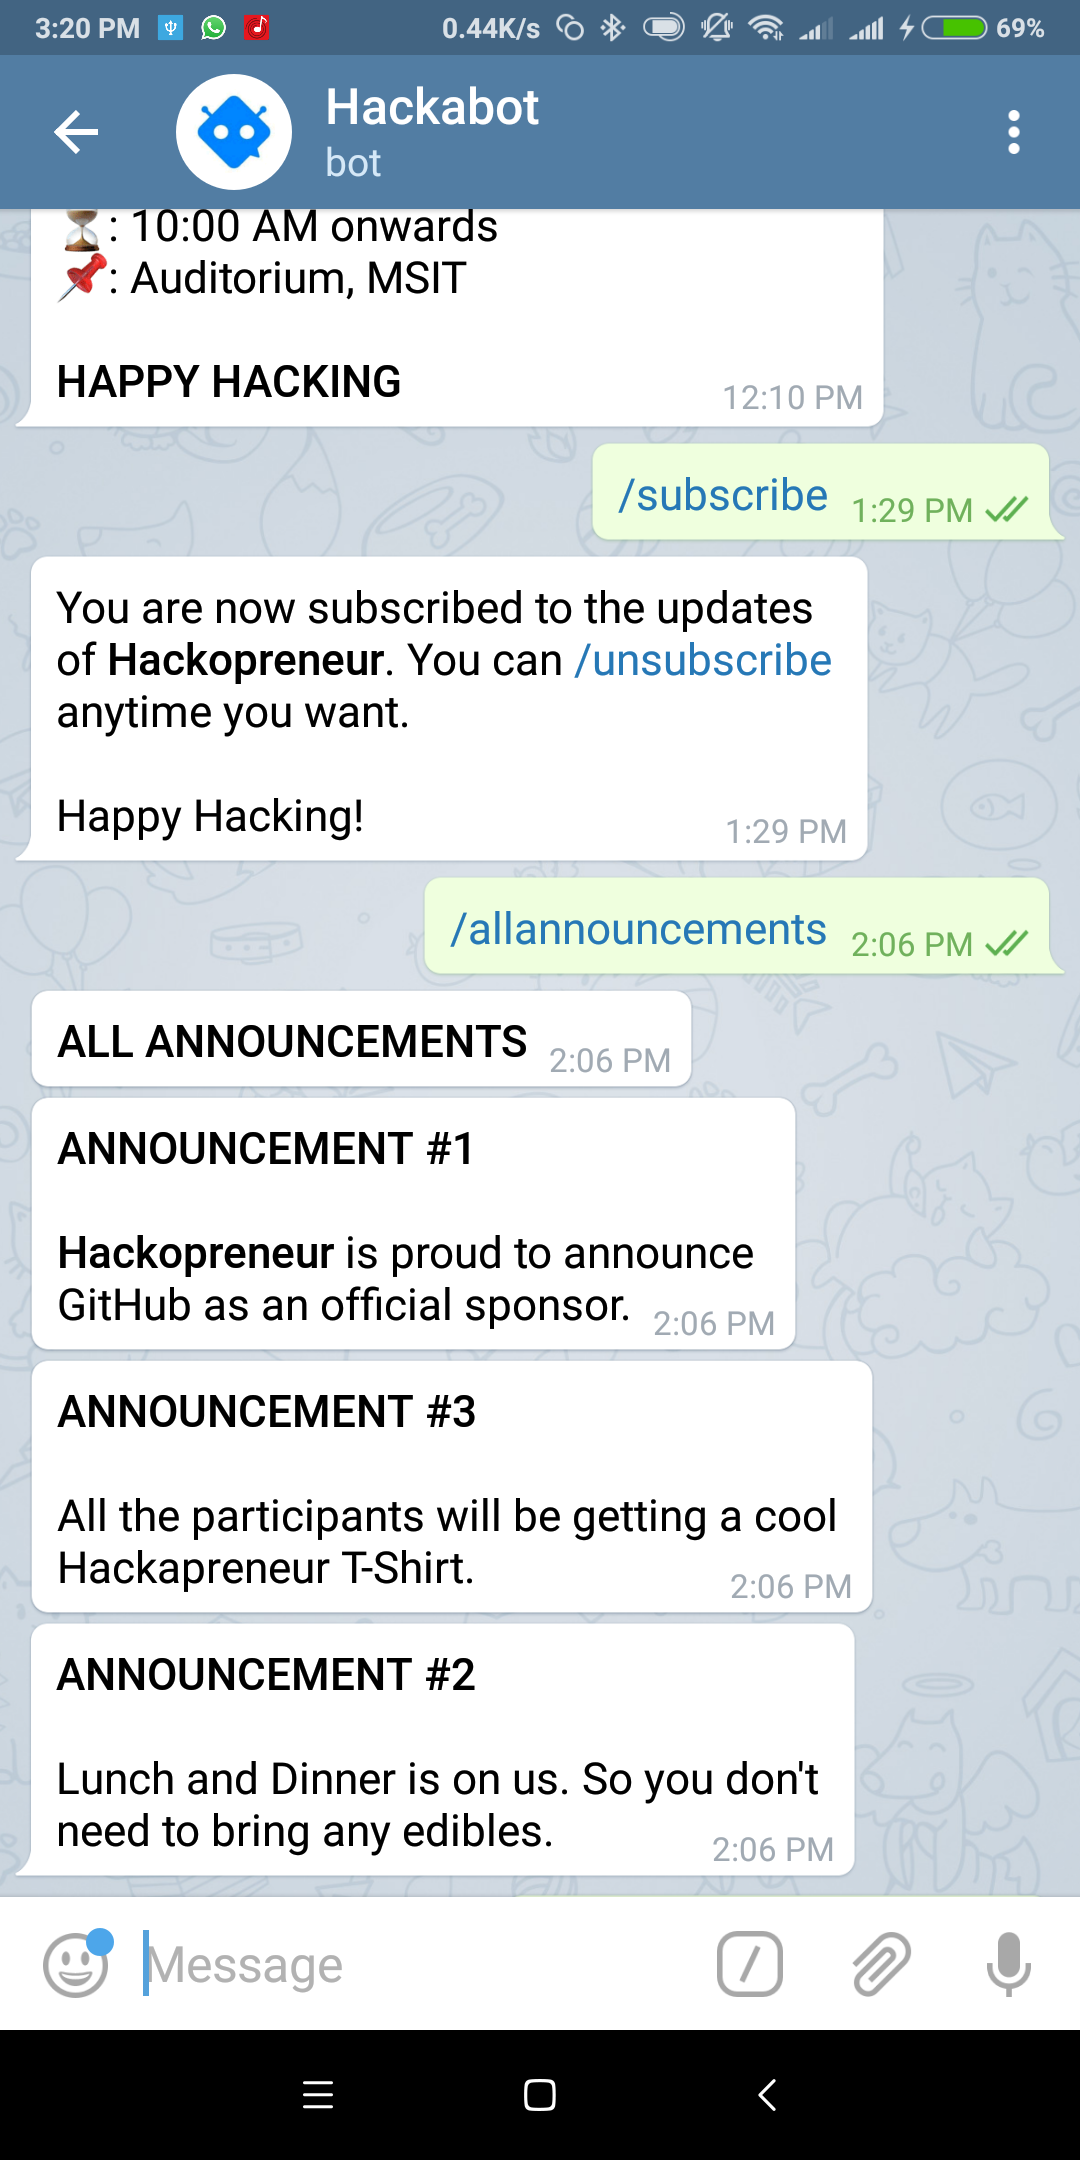 3:20 PM 0.44K/s 69%
Hackabot
bot
⏳: 10:00 AM onwards
📌: Auditorium, MSIT
HAPPY HACKING
12:10 PM
/subscribe 1:29 PM
You are now subscribed to the updates
of Hackopreneur. You can /unsubscribe
anytime you want.
Happy Hacking!
1:29 PM
/allannouncements 2:06 PM
ALL ANNOUNCEMENTS 2:06 PM
ANNOUNCEMENT #1
Hackopreneur is proud to announce
GitHub as an official sponsor. 2:06 PM
ANNOUNCEMENT #3
All the participants will be getting a cool
Hackapreneur T-Shirt.
2:06 PM
ANNOUNCEMENT #2
Lunch and Dinner is on us. So you don't
need to bring any edibles.
2:06 PM
Message